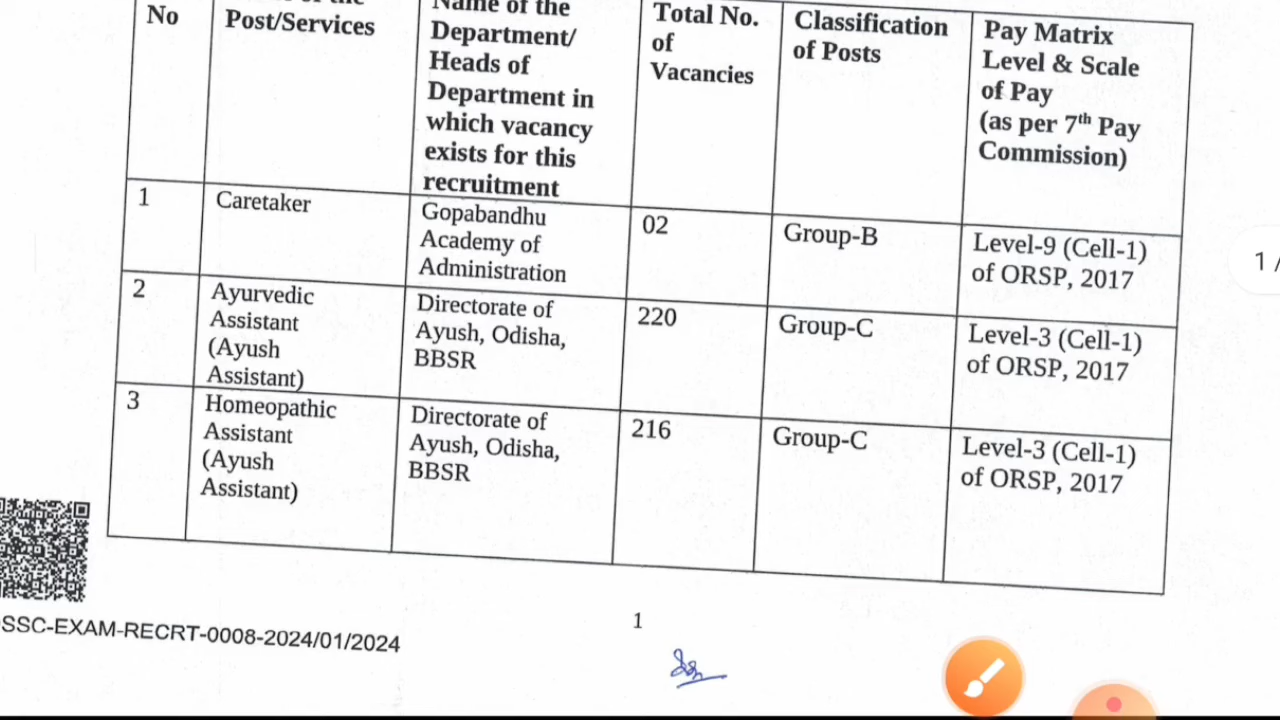 No
Post/Services
Name of the
Department/
Heads of
Department in
which vacancy
exists for this
recruitment
Total No.
of
Vacancies
Classification
of Posts
Pay Matrix
Level & Scale
of Pay
(as per 7th Pay
Commission)
1
Caretaker
Gopabandhu
Academy of
Administration
02
Group-B
Level-9 (Cell-1)
of ORSP, 2017
2
Ayurvedic
Assistant
(Ayush
Assistant)
Directorate of
Ayush, Odisha,
BBSR
220
Group-C
Level-3 (Cell-1)
of ORSP, 2017
3
Homeopathic
Assistant
(Ayush
Assistant)
Directorate of
Ayush, Odisha,
BBSR
216
Group-C
Level-3 (Cell-1)
of ORSP, 2017
1 /
SSC-EXAM-RECRT-0008-2024/01/2024
1